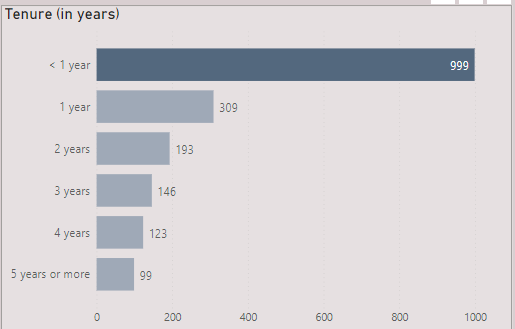 Tenure (in years)
< 1 year 999
1 year 309
2 years 193
3 years 146
4 years 123
5 years or more 99
0 200 400 600 800 1000